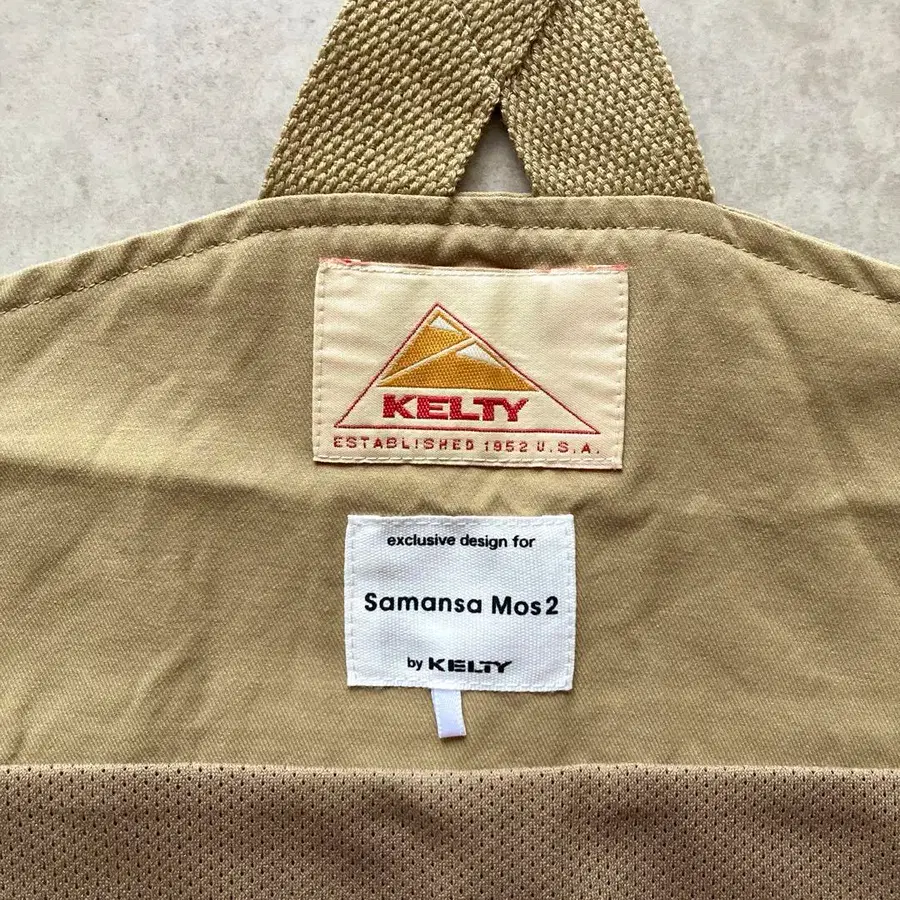 KELTY
ESTABLISHED 1952 U.S.A.
exclusive design for
Samansa Mos2
by KELTY